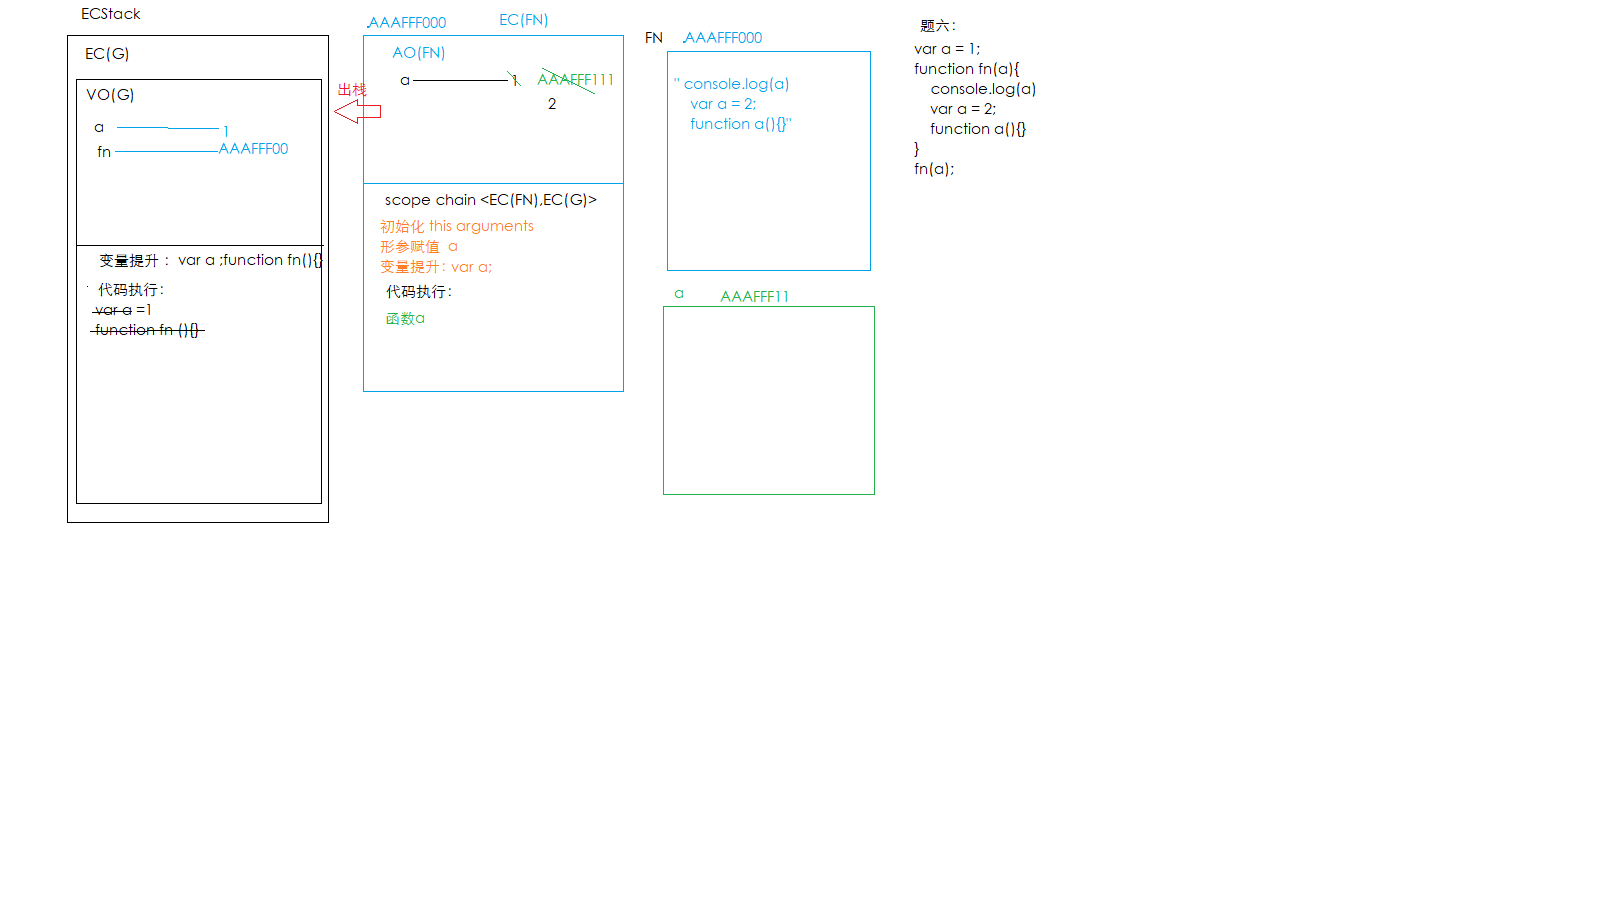 ECStack
EC(G)
VO(G)
a 1
fn AAAFFF00
变量提升： var a ;function fn(){}
代码执行：
var a =1
function fn (){}
出栈
.AAAFFF000 EC(FN)
AO(FN)
a 1 AAAFFF111
2
scope chain <EC(FN),EC(G)>
初始化 this arguments
形参赋值 a
变量提升：var a;
代码执行：
函数a
FN .AAAFFF000
" console.log(a)
var a = 2;
function a(){}"
a AAAFFF11
题六：
var a = 1;
function fn(a){
console.log(a)
var a = 2;
function a(){}
}
fn(a);